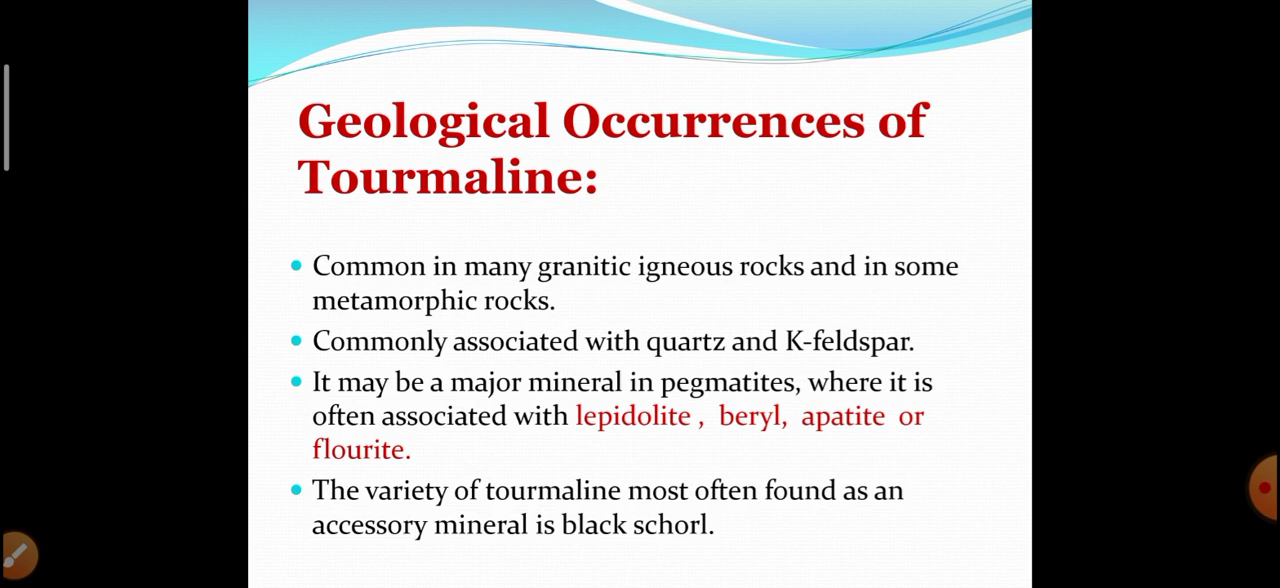 Geological Occurrences of
Tourmaline:
• Common in many granitic igneous rocks and in some
metamorphic rocks.
• Commonly associated with quartz and K-feldspar.
• It may be a major mineral in pegmatites, where it is
often associated with lepidolite , beryl, apatite or
flourite.
• The variety of tourmaline most often found as an
accessory mineral is black schorl.